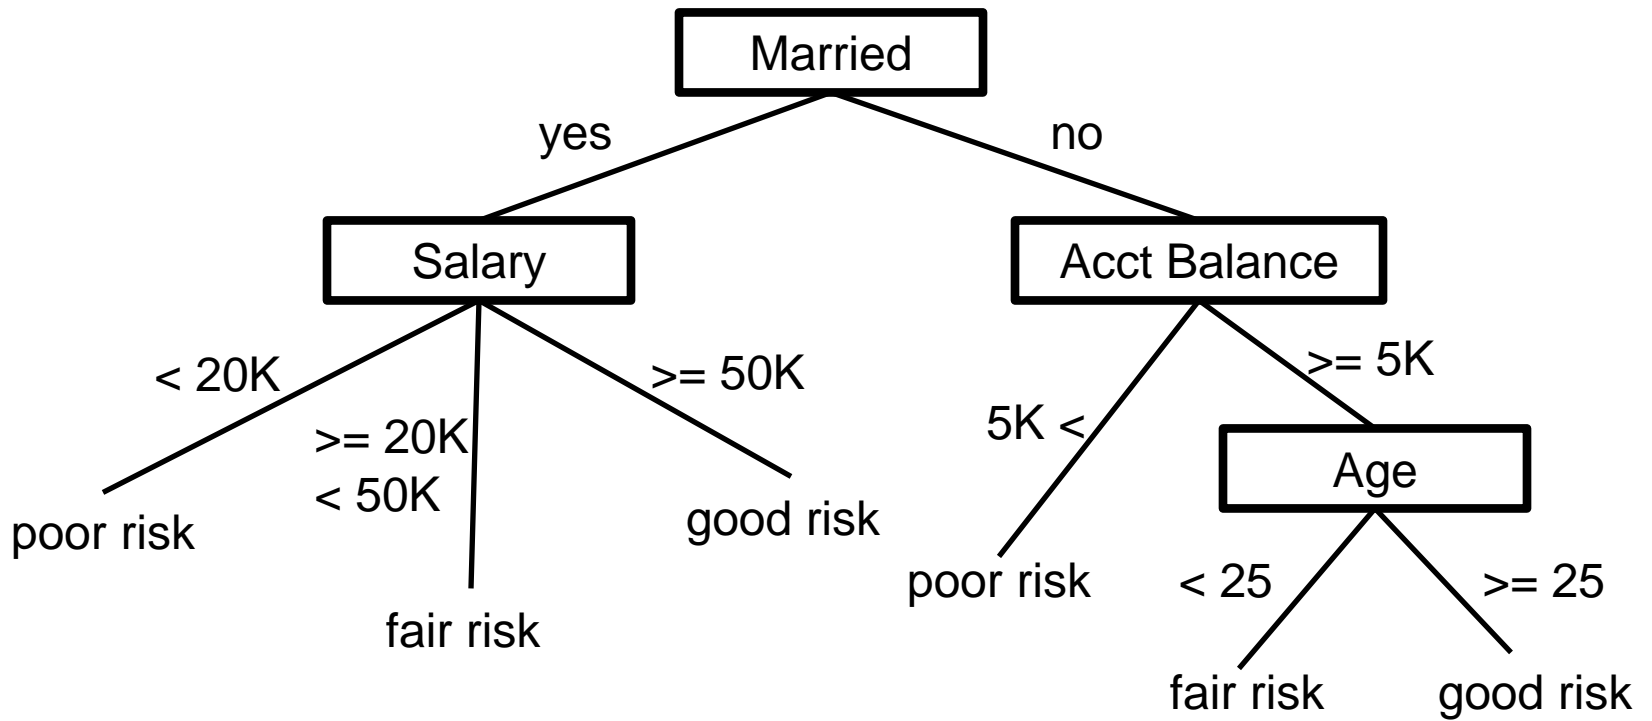 Married
yes
no
Salary
Acct Balance
< 20K
>= 20K
< 50K
>= 50K
5K <
>= 5K
Age
poor risk
fair risk
good risk
poor risk
< 25
>= 25
fair risk
good risk